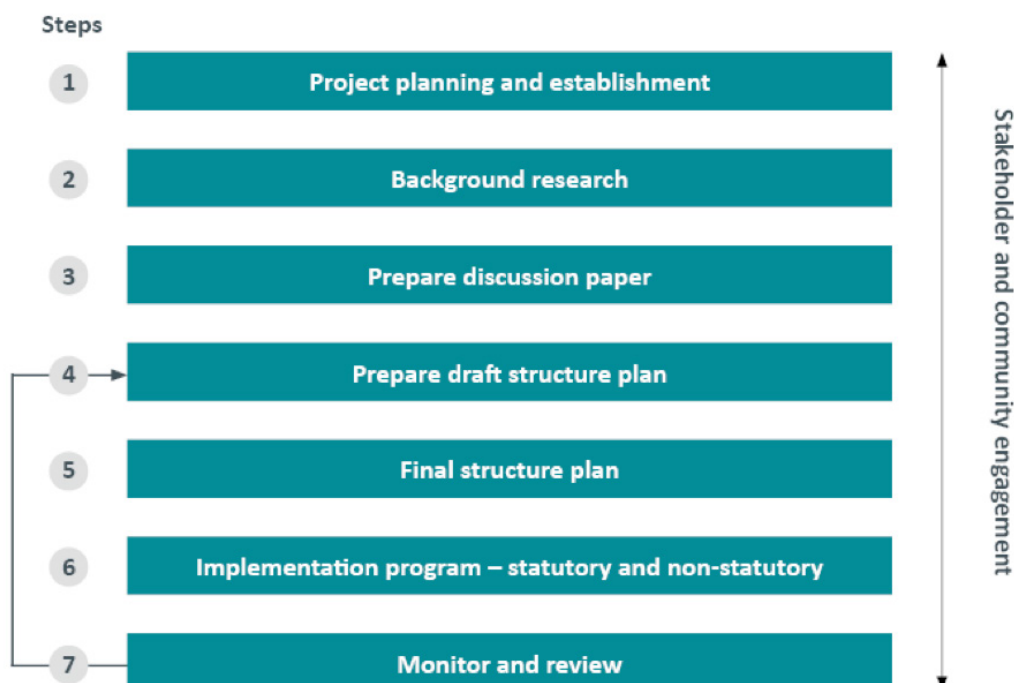 Steps
1
Project planning and establishment
2
Background research
3
Prepare discussion paper
4
Prepare draft structure plan
5
Final structure plan
6
Implementation program – statutory and non-statutory
7
Monitor and review
Stakeholder and community engagement